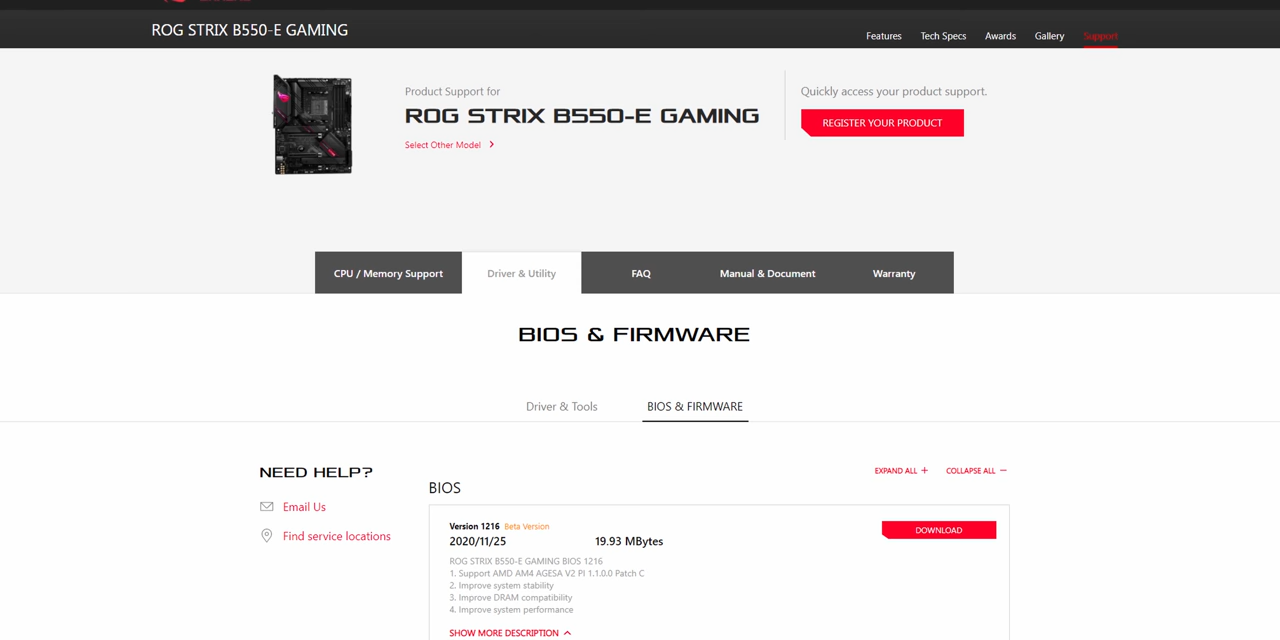 ROG STRIX B550-E GAMING
Features Tech Specs Awards Gallery Support
Product Support for
ROG STRIX B550-E GAMING
Select Other Model
Quickly access your product support.
REGISTER YOUR PRODUCT
CPU / Memory Support Driver & Utility FAQ Manual & Document Warranty
BIOS & FIRMWARE
Driver & Tools BIOS & FIRMWARE
NEED HELP?
Email Us
Find service locations
EXPAND ALL + COLLAPSE ALL −
BIOS
Version 1216 Beta Version
2020/11/25 19.93 MBytes
DOWNLOAD
ROG STRIX B550-E GAMING BIOS 1216
1. Support AMD AM4 AGESA V2 PI 1.1.0.0 Patch C
2. Improve system stability
3. Improve DRAM compatibility
4. Improve system performance
SHOW MORE DESCRIPTION